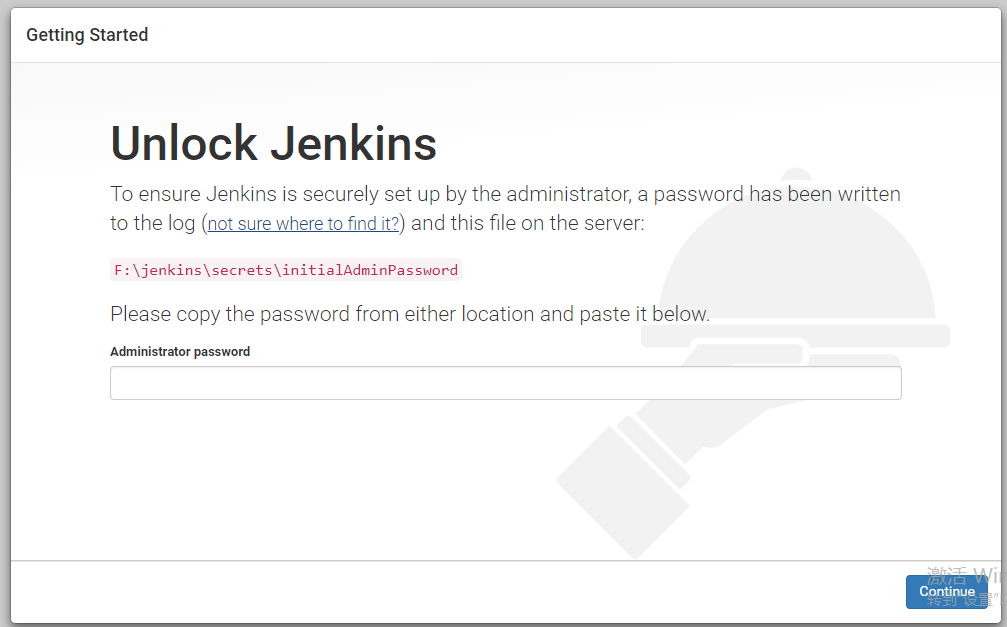 Getting Started
Unlock Jenkins
To ensure Jenkins is securely set up by the administrator, a password has been written
to the log (not sure where to find it?) and this file on the server:
F:\jenkins\secrets\initialAdminPassword
Please copy the password from either location and paste it below.
Administrator password
激活 Win
Continue
转到"设置"